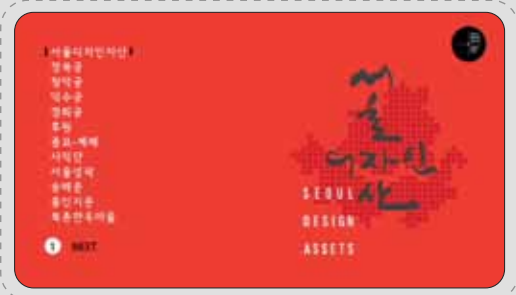 서울디자인자산
경복궁
창덕궁
덕수궁
경희궁
후원
종묘-제례
사직단
서울성곽
숭례문
흥인지문
북촌한옥마을
1 NEXT
서울
디자인
자산
SEOUL
DESIGN
ASSETS